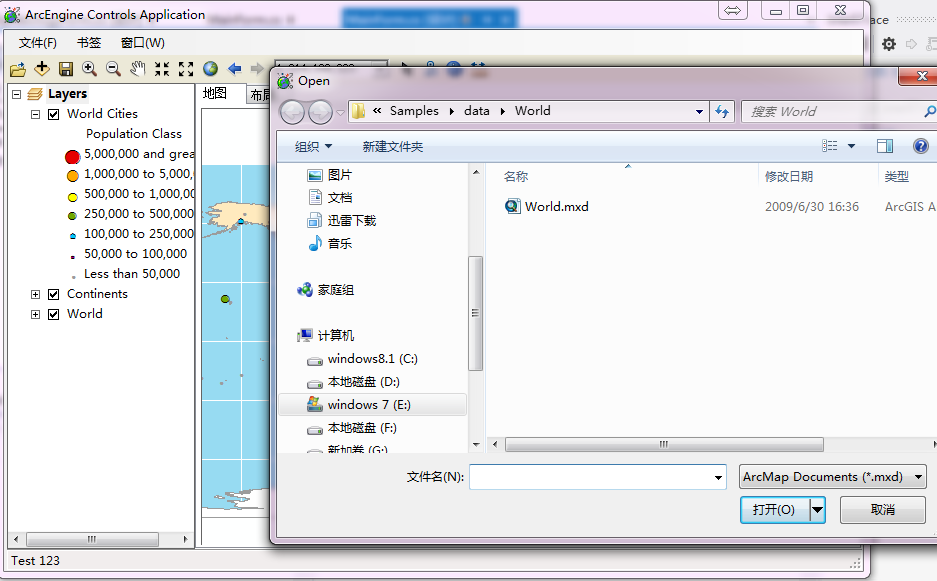 ArcEngine Controls Application
文件(F) 书签 窗口(W)
Layers
World Cities
Population Class
5,000,000 and grea
1,000,000 to 5,000,
500,000 to 1,000,0
250,000 to 500,000
100,000 to 250,000
50,000 to 100,000
Less than 50,000
Continents
World
地图 布局
Test 123
ace
Open
« Samples ▸ data ▸ World
搜索 World
组织 新建文件夹
图片
文档
迅雷下载
音乐
家庭组
计算机
windows8.1 (C:)
本地磁盘 (D:)
windows 7 (E:)
本地磁盘 (F:)
新加卷 (G:)
名称 修改日期 类型
World.mxd 2009/6/30 16:36 ArcGIS A
文件名(N): ArcMap Documents (*.mxd)
打开(O) 取消